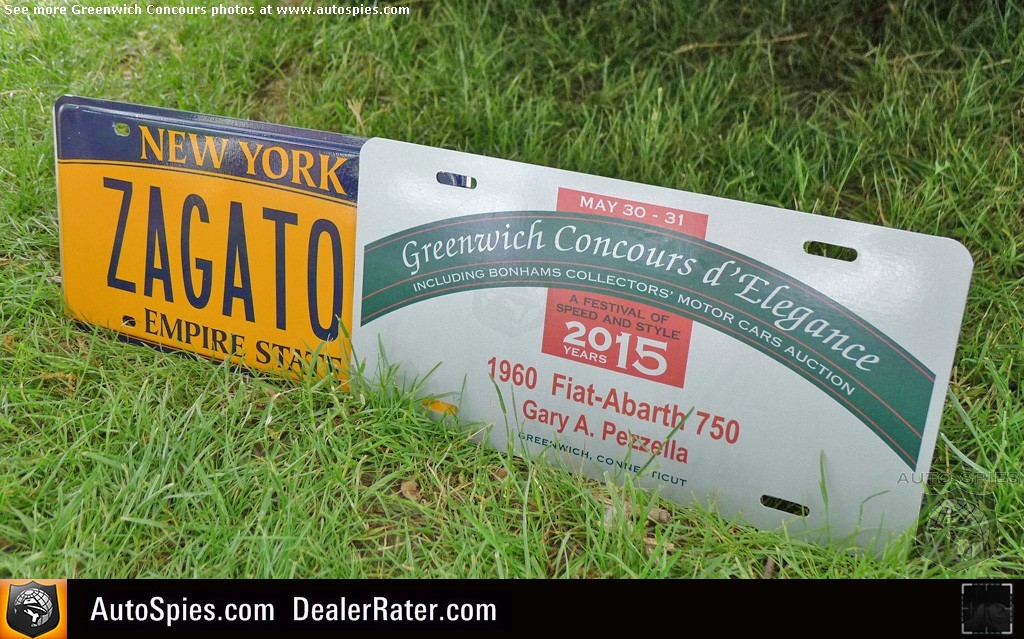 See more Greenwich Concours photos at www.autospies.com
NEW YORK
ZAGATO
EMPIRE STATE
MAY 30 - 31
Greenwich Concours d'Elegance
INCLUDING BONHAMS COLLECTORS' MOTOR CARS AUCTION
A FESTIVAL OF
SPEED AND STYLE
2015
YEARS
1960 Fiat-Abarth 750
Gary A. Pezzella
GREENWICH, CONNECTICUT
AUTO SPIES
AutoSpies.com DealerRater.com